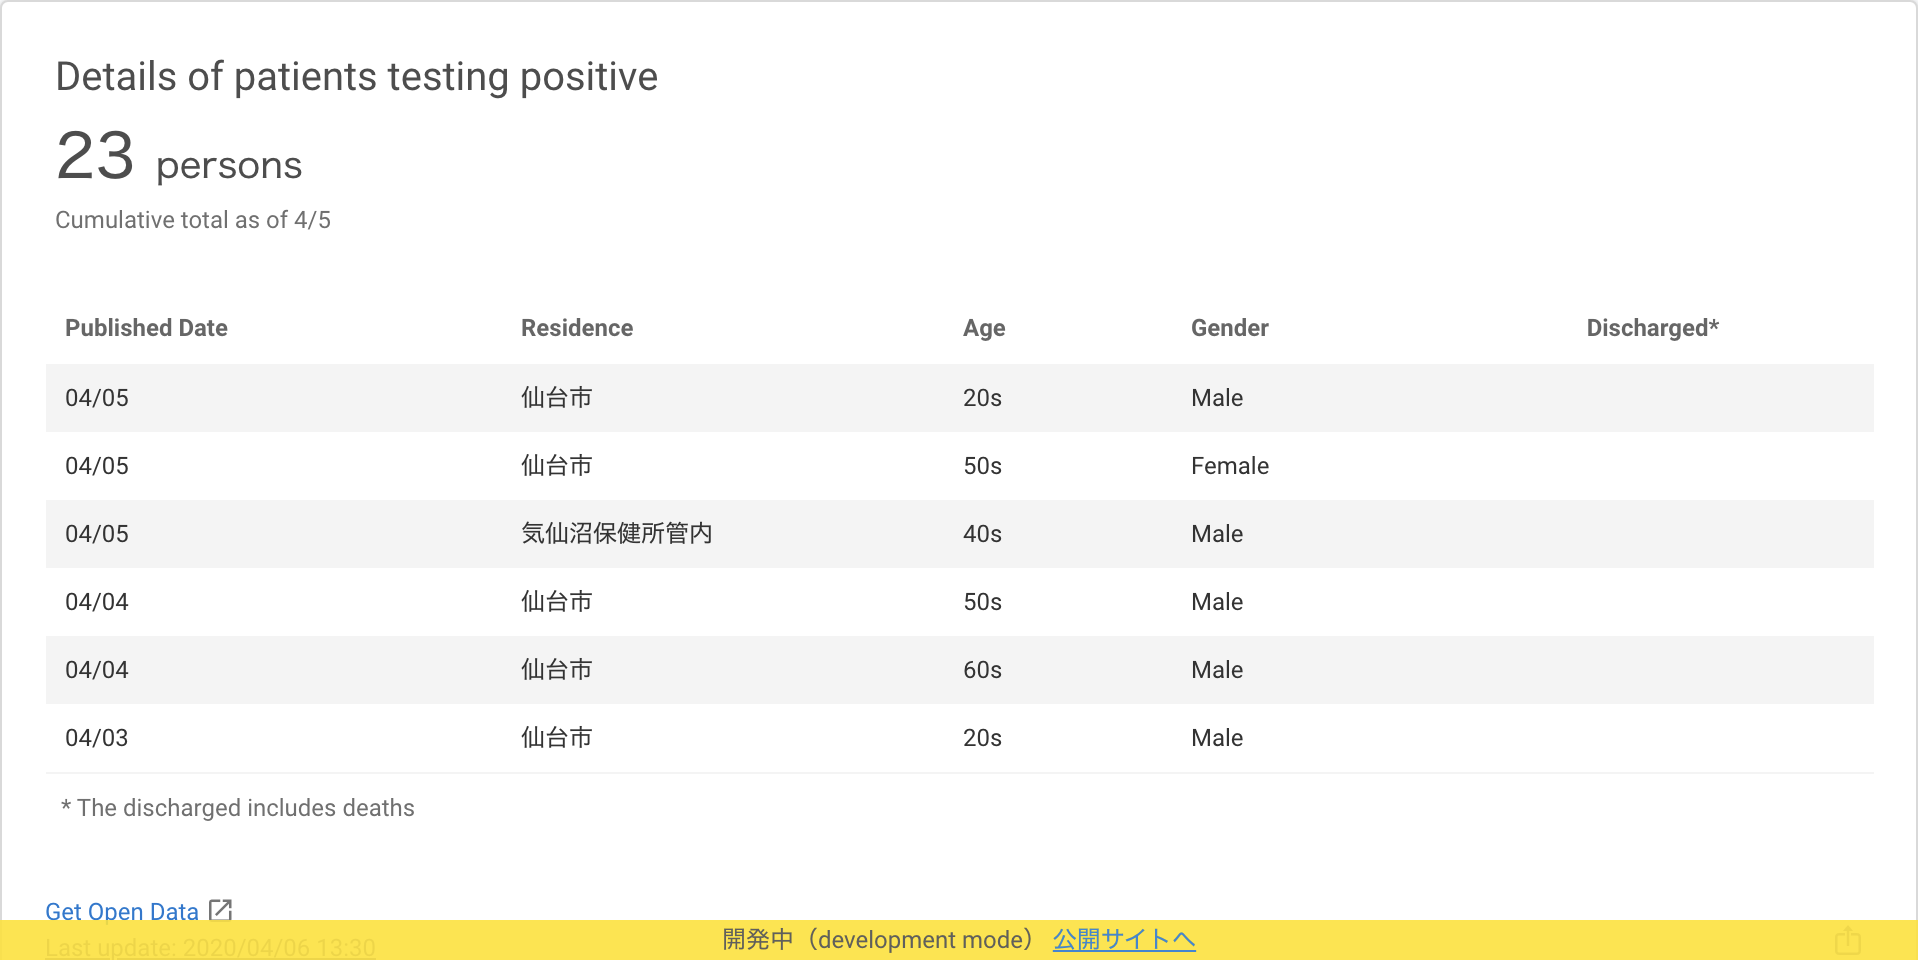 Details of patients testing positive
23 persons
Cumulative total as of 4/5
Published Date Residence Age Gender Discharged*
04/05 仙台市 20s Male
04/05 仙台市 50s Female
04/05 気仙沼保健所管内 40s Male
04/04 仙台市 50s Male
04/04 仙台市 60s Male
04/03 仙台市 20s Male
* The discharged includes deaths
Get Open Data
Last update: 2020/04/06 13:30
開発中（development mode） 公開サイトへ